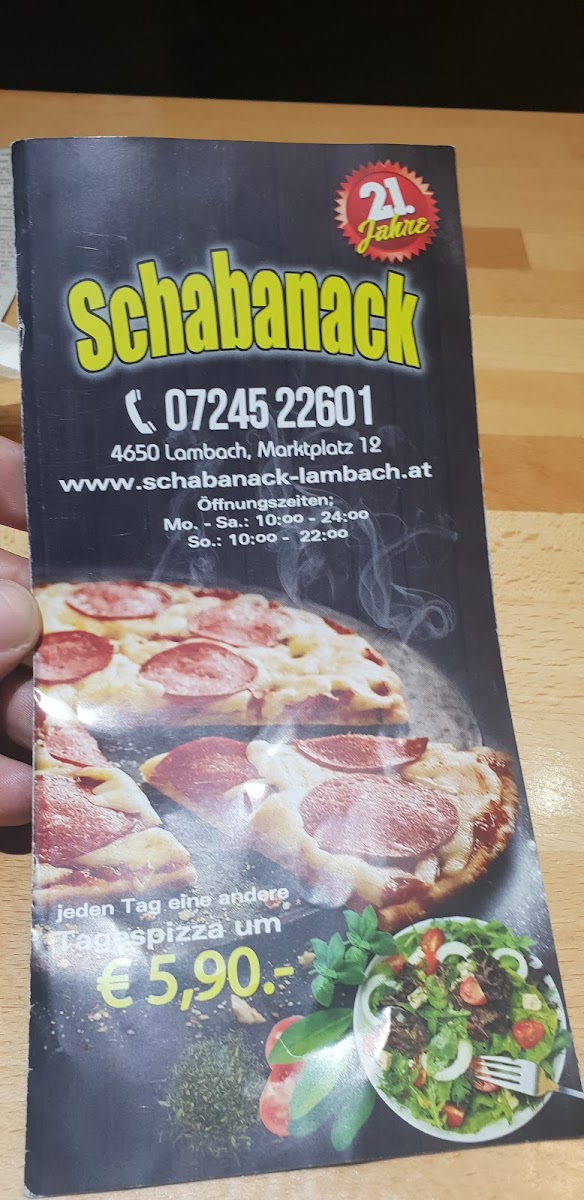 21.
Jahre
Schabanack
07245 22601
4650 Lambach, Marktplatz 12
www.schabanack-lambach.at
Öffnungszeiten;
Mo. - Sa.: 10:00 - 24:00
So.: 10:00 - 22:00
jeden Tag eine andere
Tagespizza um
€ 5,90.-